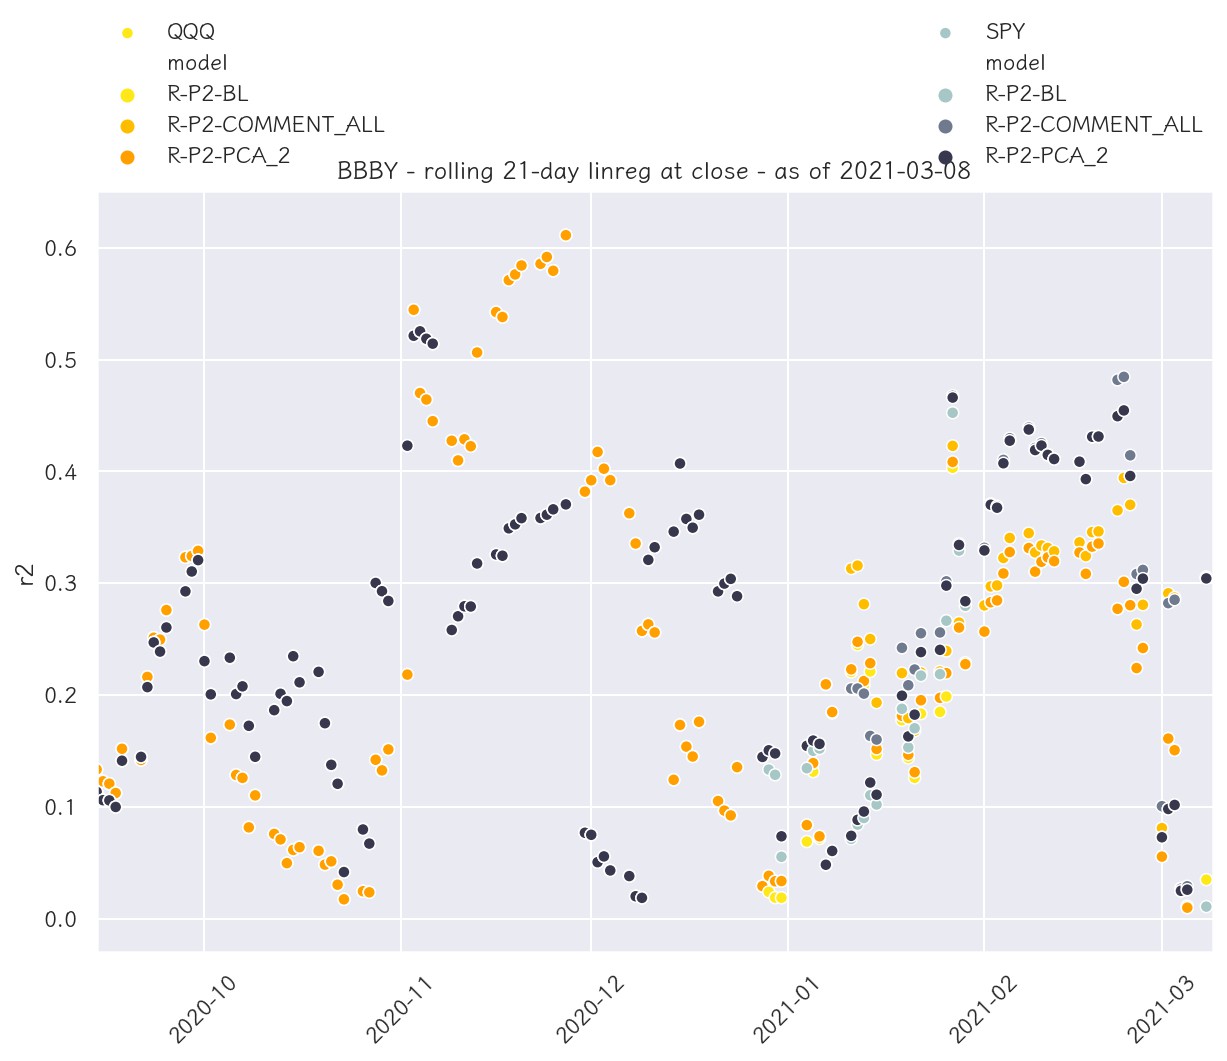 QQQ
model
R-P2-BL
R-P2-COMMENT_ALL
R-P2-PCA_2
SPY
model
R-P2-BL
R-P2-COMMENT_ALL
R-P2-PCA_2
BBBY - rolling 21-day linreg at close - as of 2021-03-08
r2
0.6
0.5
0.4
0.3
0.2
0.1
0.0
2020-10
2020-11
2020-12
2021-01
2021-02
2021-03